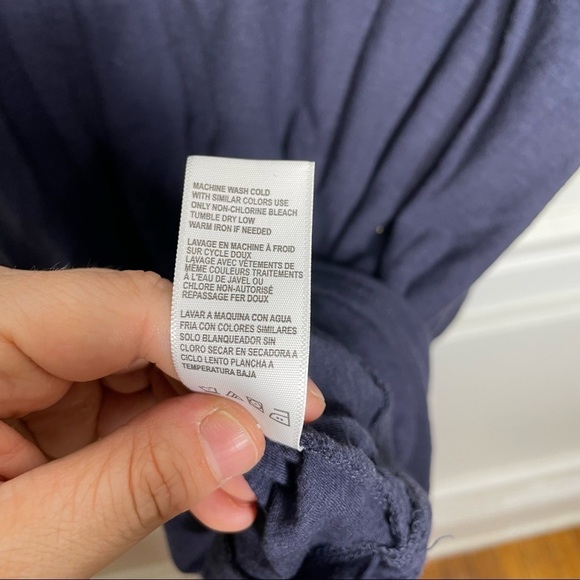 MACHINE WASH COLD
WITH SIMILAR COLORS USE
ONLY NON-CHLORINE BLEACH
TUMBLE DRY LOW
WARM IRON IF NEEDED
LAVAGE EN MACHINE À FROID
SUR CYCLE DOUX
LAVAGE AVEC VÊTEMENTS DE
MÊME COULEURS TRAITEMENTS
A L'EAU DE JAVEL OU
CHLORE NON-AUTORISÉ
REPASSAGE FER DOUX
LAVAR A MAQUINA CON AGUA
FRIA CON COLORES SIMILARES
SOLO BLANQUEADOR SIN
CLORO SECAR EN SECADORA A
CICLO LENTO PLANCHA A
TEMPERATURA BAJA